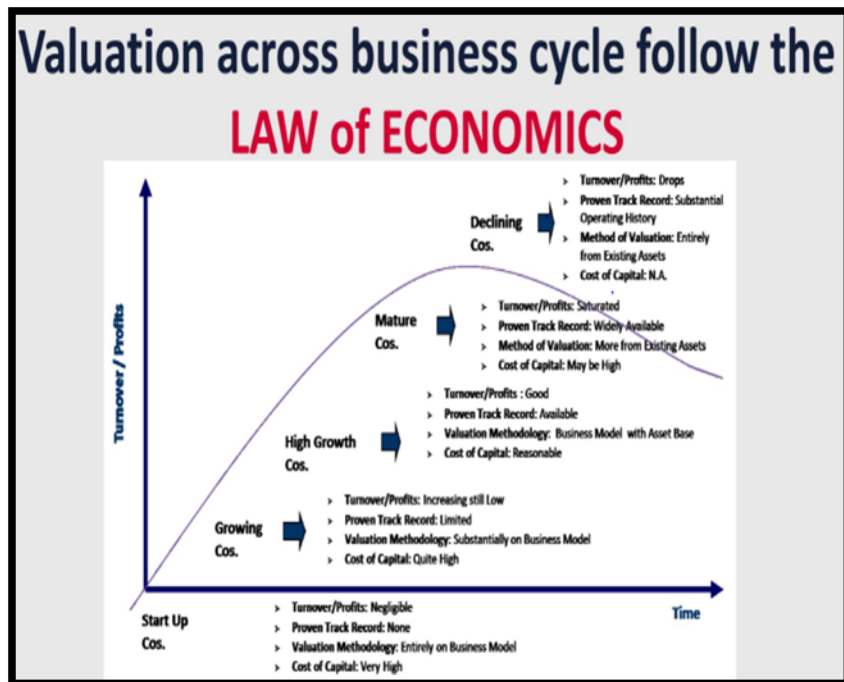 Valuation across business cycle follow the
LAW of ECONOMICS
Turnover/Profits: Drops
Proven Track Record: Substantial
Operating History
Method of Valuation: Entirely
from Existing Assets
Cost of Capital: N.A.
Declining
Cos.
Turnover/Profits: Saturated
Proven Track Record: Widely Available
Method of Valuation: More from Existing Assets
Cost of Capital: May be High
Mature
Cos.
Turnover/Profits : Good
Proven Track Record: Available
Valuation Methodology: Business Model with Asset Base
Cost of Capital: Reasonable
High Growth
Cos.
Turnover/Profits: Increasing still Low
Proven Track Record: Limited
Valuation Methodology: Substantially on Business Model
Cost of Capital: Quite High
Growing
Cos.
Turnover / Profits
Time
Start Up
Cos.
Turnover/Profits: Negligible
Proven Track Record: None
Valuation Methodology: Entirely on Business Model
Cost of Capital: Very High